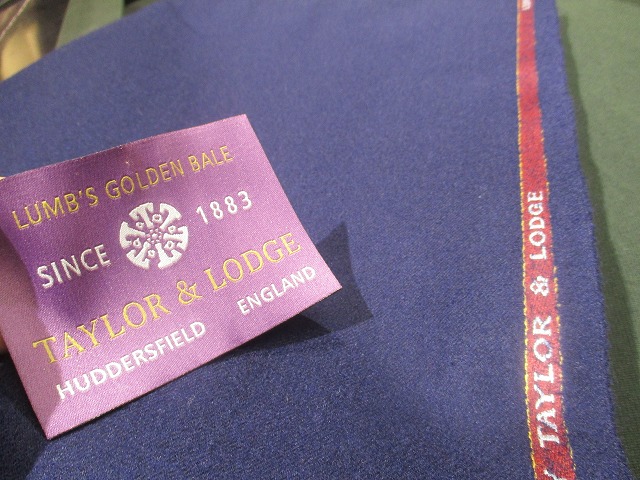 LUMB'S GOLDEN BALE
SINCE 1883
TAYLOR & LODGE
HUDDERSFIELD ENGLAND
TAYLOR & LODGE